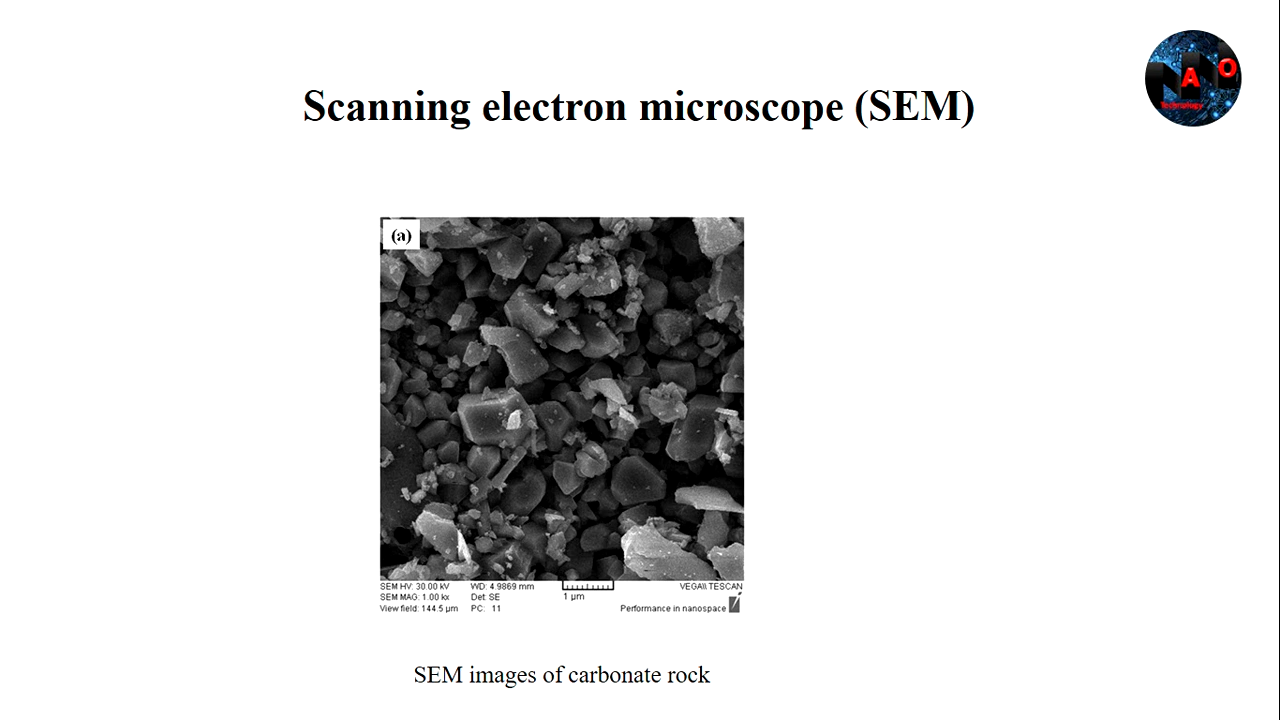 Scanning electron microscope (SEM)
NANO
Technology
(a)
SEM HV: 30.00 kV WD: 4.9869 mm VEGA\\ TESCAN
SEM MAG: 1.00 kx Det: SE 1 µm
View field: 144.5 µm PC: 11 Performance in nanospace
SEM images of carbonate rock